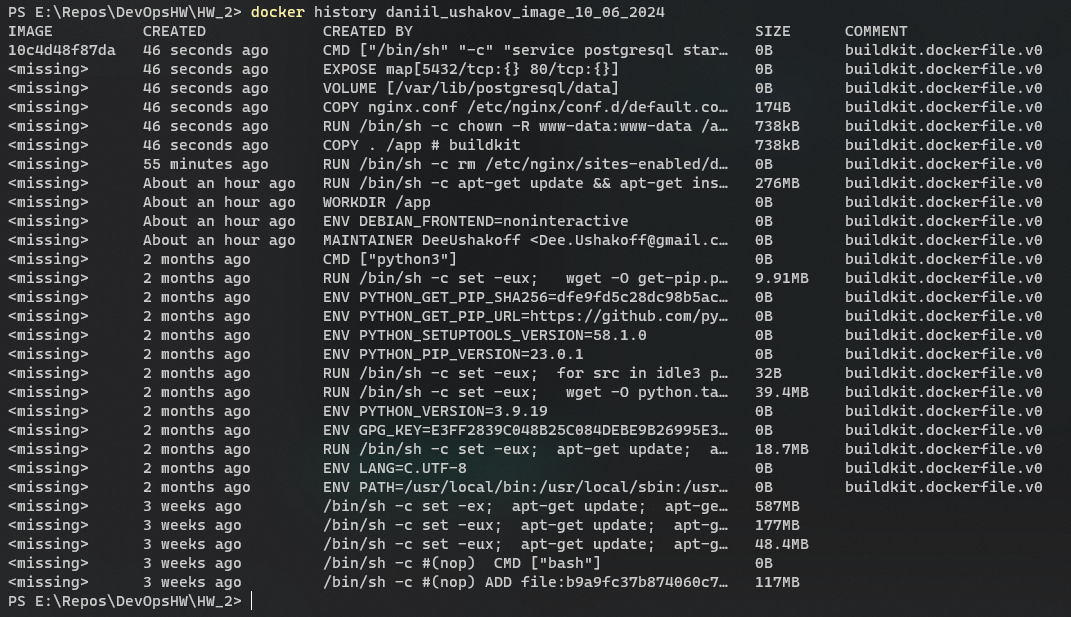 PS E:\Repos\DevOpsHW\HW_2> docker history daniil_ushakov_image_10_06_2024
IMAGE CREATED CREATED BY SIZE COMMENT
10c4d48f87da 46 seconds ago CMD ["/bin/sh" "-c" "service postgresql star… 0B buildkit.dockerfile.v0
<missing> 46 seconds ago EXPOSE map[5432/tcp:{} 80/tcp:{}] 0B buildkit.dockerfile.v0
<missing> 46 seconds ago VOLUME [/var/lib/postgresql/data] 0B buildkit.dockerfile.v0
<missing> 46 seconds ago COPY nginx.conf /etc/nginx/conf.d/default.co… 174B buildkit.dockerfile.v0
<missing> 46 seconds ago RUN /bin/sh -c chown -R www-data:www-data /a… 738kB buildkit.dockerfile.v0
<missing> 46 seconds ago COPY . /app # buildkit 738kB buildkit.dockerfile.v0
<missing> 55 minutes ago RUN /bin/sh -c rm /etc/nginx/sites-enabled/d… 0B buildkit.dockerfile.v0
<missing> About an hour ago RUN /bin/sh -c apt-get update && apt-get ins… 276MB buildkit.dockerfile.v0
<missing> About an hour ago WORKDIR /app 0B buildkit.dockerfile.v0
<missing> About an hour ago ENV DEBIAN_FRONTEND=noninteractive 0B buildkit.dockerfile.v0
<missing> About an hour ago MAINTAINER DeeUshakoff <Dee.Ushakoff@gmail.c… 0B buildkit.dockerfile.v0
<missing> 2 months ago CMD ["python3"] 0B buildkit.dockerfile.v0
<missing> 2 months ago RUN /bin/sh -c set -eux; wget -O get-pip.p… 9.91MB buildkit.dockerfile.v0
<missing> 2 months ago ENV PYTHON_GET_PIP_SHA256=dfe9fd5c28dc98b5ac… 0B buildkit.dockerfile.v0
<missing> 2 months ago ENV PYTHON_GET_PIP_URL=https://github.com/py… 0B buildkit.dockerfile.v0
<missing> 2 months ago ENV PYTHON_SETUPTOOLS_VERSION=58.1.0 0B buildkit.dockerfile.v0
<missing> 2 months ago ENV PYTHON_PIP_VERSION=23.0.1 0B buildkit.dockerfile.v0
<missing> 2 months ago RUN /bin/sh -c set -eux; for src in idle3 p… 32B buildkit.dockerfile.v0
<missing> 2 months ago RUN /bin/sh -c set -eux; wget -O python.ta… 39.4MB buildkit.dockerfile.v0
<missing> 2 months ago ENV PYTHON_VERSION=3.9.19 0B buildkit.dockerfile.v0
<missing> 2 months ago ENV GPG_KEY=E3FF2839C048B25C084DEBE9B26995E3… 0B buildkit.dockerfile.v0
<missing> 2 months ago RUN /bin/sh -c set -eux; apt-get update; a… 18.7MB buildkit.dockerfile.v0
<missing> 2 months ago ENV LANG=C.UTF-8 0B buildkit.dockerfile.v0
<missing> 2 months ago ENV PATH=/usr/local/bin:/usr/local/sbin:/usr… 0B buildkit.dockerfile.v0
<missing> 3 weeks ago /bin/sh -c set -ex; apt-get update; apt-ge… 587MB
<missing> 3 weeks ago /bin/sh -c set -eux; apt-get update; apt-g… 177MB
<missing> 3 weeks ago /bin/sh -c set -eux; apt-get update; apt-g… 48.4MB
<missing> 3 weeks ago /bin/sh -c #(nop) CMD ["bash"] 0B
<missing> 3 weeks ago /bin/sh -c #(nop) ADD file:b9a9fc37b874060c7… 117MB
PS E:\Repos\DevOpsHW\HW_2>